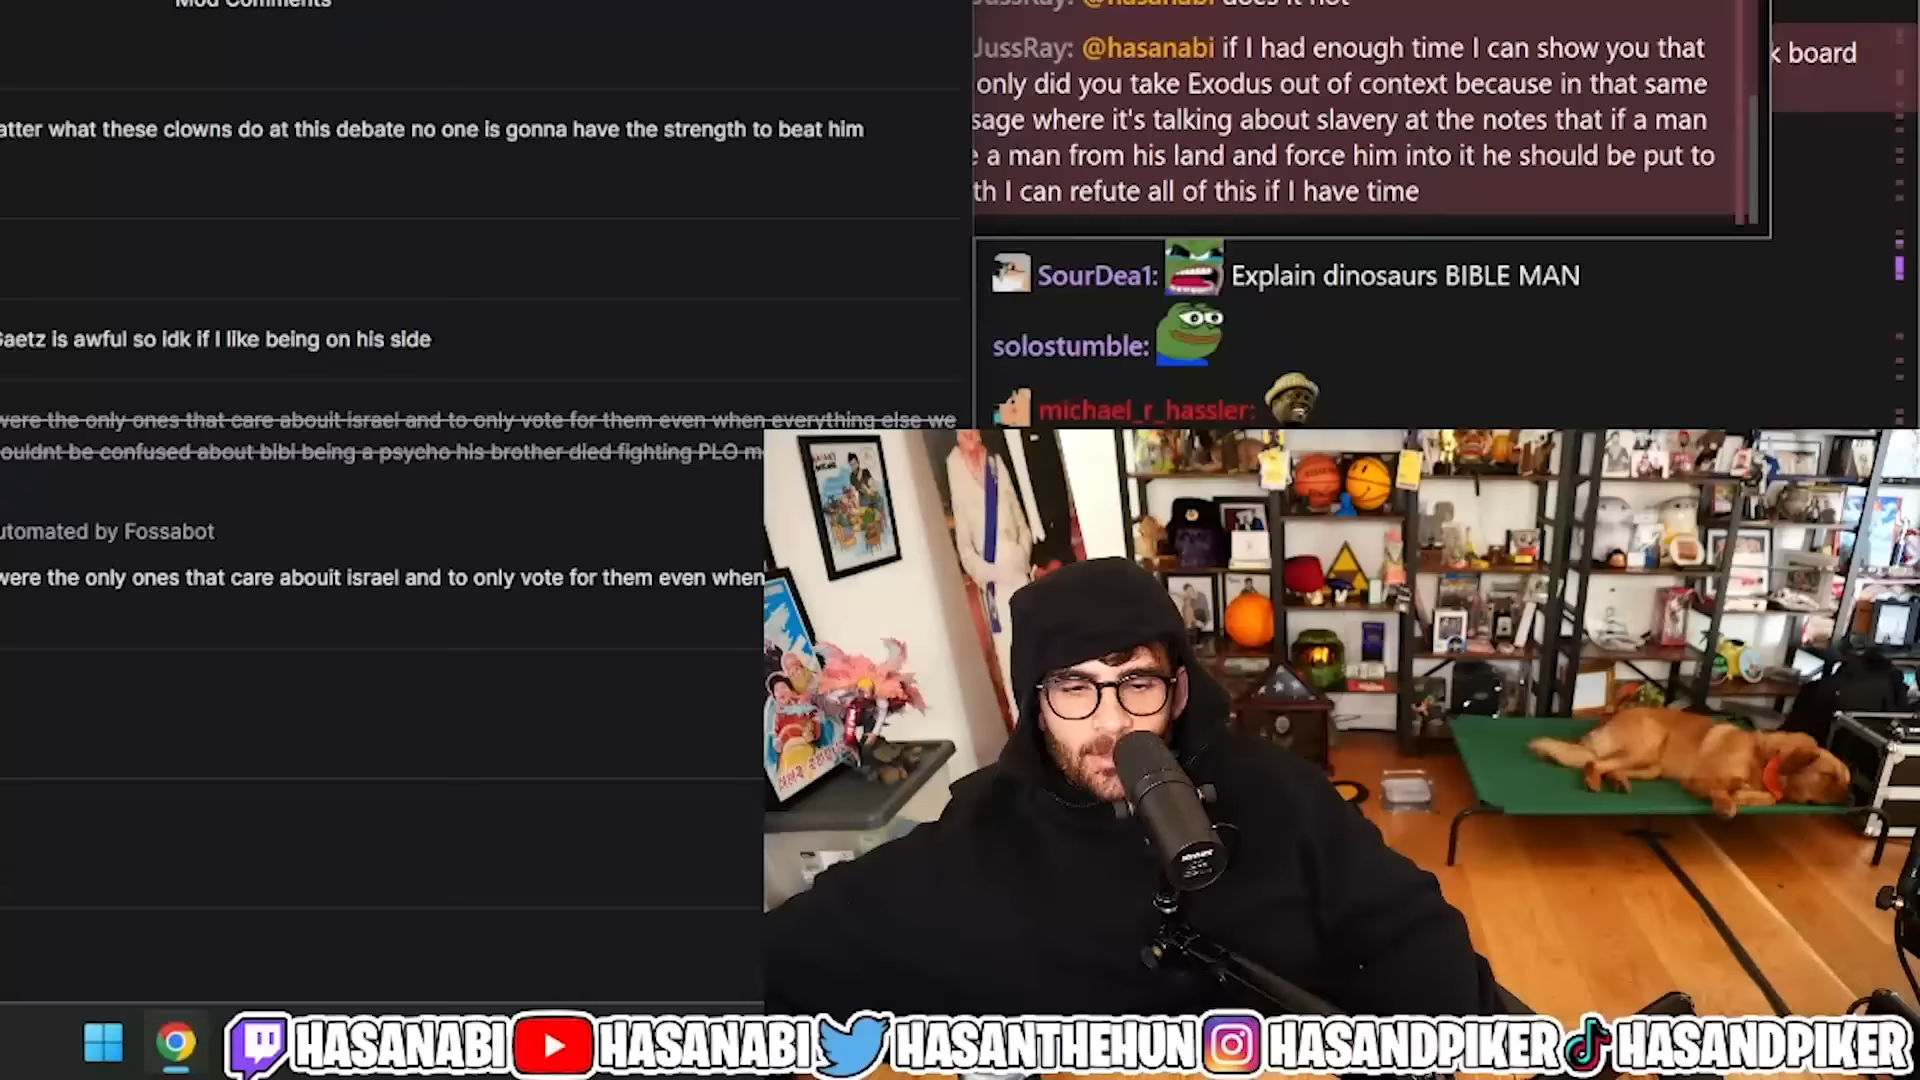 Mod Comments
JussRay: @hasanabi does it not
JussRay: @hasanabi if I had enough time I can show you that
only did you take Exodus out of context because in that same
sage where it's talking about slavery at the notes that if a man
e a man from his land and force him into it he should be put to
th I can refute all of this if I have time
k board
atter what these clowns do at this debate no one is gonna have the strength to beat him
SourDea1: Explain dinosaurs BIBLE MAN
solostumble:
michael_r_hassler:
Gaetz is awful so idk if I like being on his side
were the only ones that care abouit israel and to only vote for them even when everything else we
ouldnt be confused about bibi being a psycho his brother died fighting PLO m
utomated by Fossabot
were the only ones that care abouit israel and to only vote for them even when
HASANABI HASANABI HASANTHEHUN HASANDPIKER HASANDPIKER